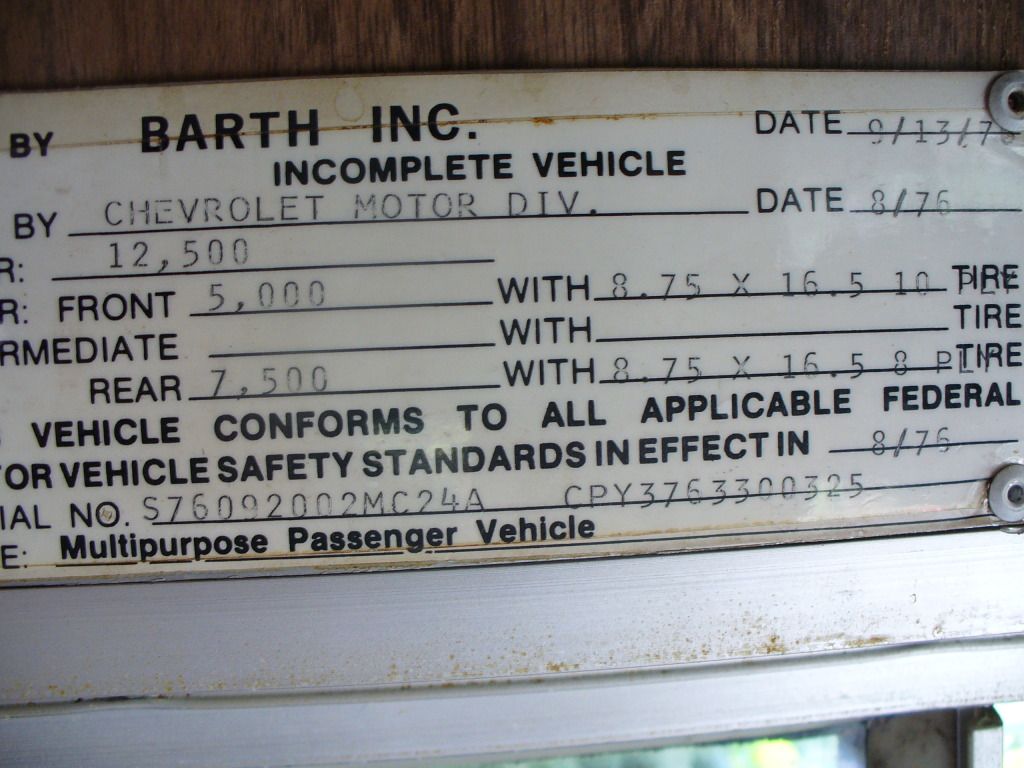 BY BARTH INC. DATE 9/13/76
INCOMPLETE VEHICLE
BY CHEVROLET MOTOR DIV. DATE 8/76
R: 12,500
R: FRONT 5,000 WITH 8.75 X 16.5 10 PLY TIRE
RMEDIATE WITH TIRE
REAR 7,500 WITH 8.75 X 16.5 8 PLY TIRE
VEHICLE CONFORMS TO ALL APPLICABLE FEDERAL
OR VEHICLE SAFETY STANDARDS IN EFFECT IN 8/76
IAL NO. S76092002MC24A CPY3763300325
E: Multipurpose Passenger Vehicle